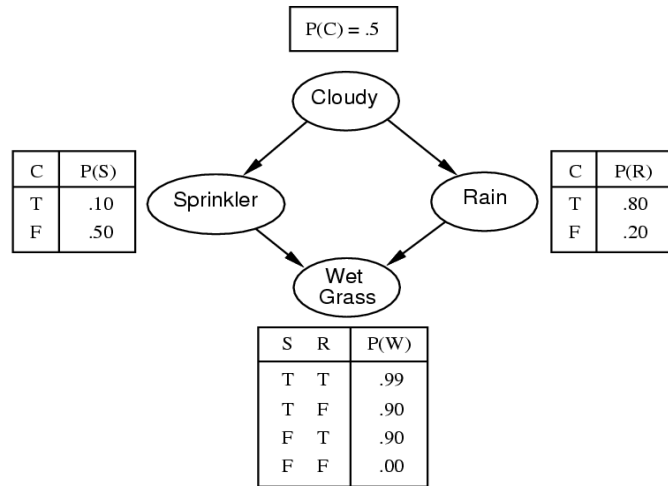 P(C) = .5
Cloudy
C P(S)
T .10
F .50
Sprinkler
Rain
C P(R)
T .80
F .20
Wet
Grass
S R P(W)
T T .99
T F .90
F T .90
F F .00